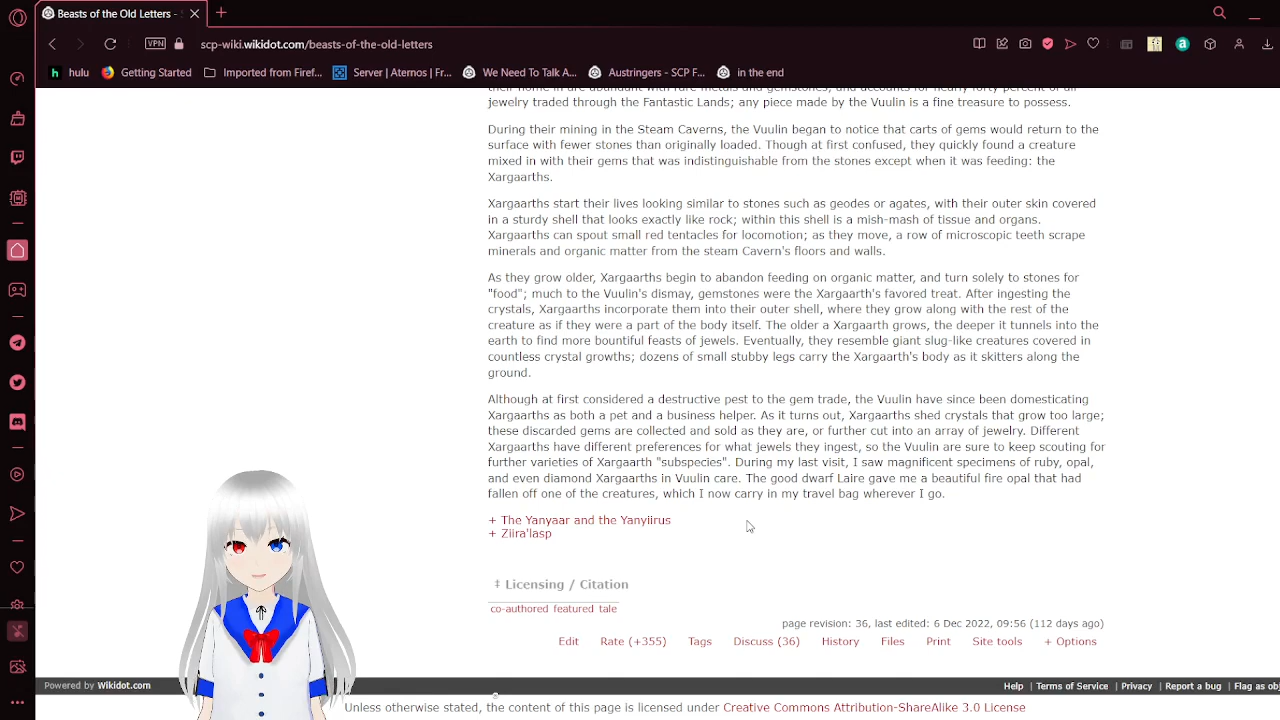 Beasts of the Old Letters -
VPN
scp-wiki.wikidot.com/beasts-of-the-old-letters
hulu
Getting Started
Imported from Firef...
Server | Aternos | Fr...
We Need To Talk A...
Austringers - SCP F...
in the end
their home in are abundant with rare metals and gemstones, and accounts for nearly forty percent of all
jewelry traded through the Fantastic Lands; any piece made by the Vuulin is a fine treasure to possess.
During their mining in the Steam Caverns, the Vuulin began to notice that carts of gems would return to the
surface with fewer stones than originally loaded. Though at first confused, they quickly found a creature
mixed in with their gems that was indistinguishable from the stones except when it was feeding: the
Xargaarths.
Xargaarths start their lives looking similar to stones such as geodes or agates, with their outer skin covered
in a sturdy shell that looks exactly like rock; within this shell is a mish-mash of tissue and organs.
Xargaarths can spout small red tentacles for locomotion; as they move, a row of microscopic teeth scrape
minerals and organic matter from the steam Cavern's floors and walls.
As they grow older, Xargaarths begin to abandon feeding on organic matter, and turn solely to stones for
"food"; much to the Vuulin's dismay, gemstones were the Xargaarth's favored treat. After ingesting the
crystals, Xargaarths incorporate them into their outer shell, where they grow along with the rest of the
creature as if they were a part of the body itself. The older a Xargaarth grows, the deeper it tunnels into the
earth to find more bountiful feasts of jewels. Eventually, they resemble giant slug-like creatures covered in
countless crystal growths; dozens of small stubby legs carry the Xargaarth's body as it skitters along the
ground.
Although at first considered a destructive pest to the gem trade, the Vuulin have since been domesticating
Xargaarths as both a pet and a business helper. As it turns out, Xargaarths shed crystals that grow too large;
these discarded gems are collected and sold as they are, or further cut into an array of jewelry. Different
Xargaarths have different preferences for what jewels they ingest, so the Vuulin are sure to keep scouting for
further varieties of Xargaarth "subspecies". During my last visit, I saw magnificent specimens of ruby, opal,
and even diamond Xargaarths in Vuulin care. The good dwarf Laire gave me a beautiful fire opal that had
fallen off one of the creatures, which I now carry in my travel bag wherever I go.
+ The Yanyaar and the Yanyiirus
+ Ziira'lasp
‡ Licensing / Citation
co-authored featured tale
page revision: 36, last edited: 6 Dec 2022, 09:56 (112 days ago)
Edit Rate (+355) Tags Discuss (36) History Files Print Site tools + Options
Powered by Wikidot.com
Help | Terms of Service | Privacy | Report a bug | Flag as ob
Unless otherwise stated, the content of this page is licensed under Creative Commons Attribution-ShareAlike 3.0 License